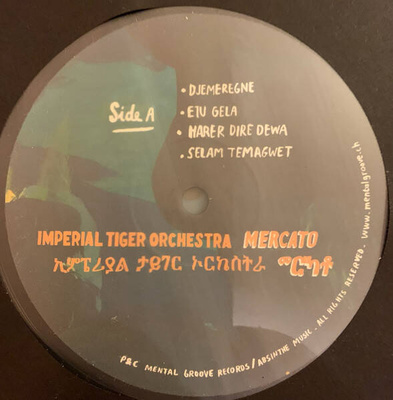 Side A
• DJEMEREGNE
• ETU GELA
• HARER DIRE DEWA
• SELAM TEMAGWET
IMPERIAL TIGER ORCHESTRA MERCATO
ኢምፔሪያል ታይገር ኦርኬስትራ መርካቶ
P&C MENTAL GROOVE RECORDS / ABSINTHE MUSIC. ALL RIGHTS RESERVED. www.mentalgroove.ch